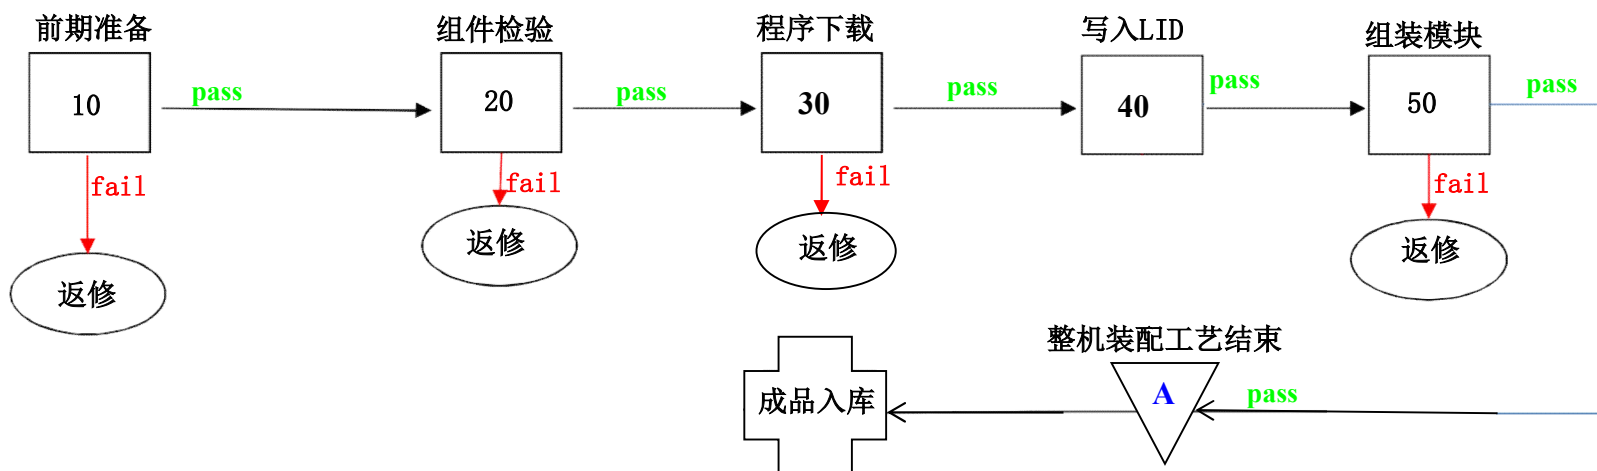 前期准备
组件检验
程序下载
写入LID
组装模块
10
pass
20
pass
30
pass
40
pass
50
pass
fail
fail
fail
fail
返修
返修
返修
返修
整机装配工艺结束
成品入库
A
pass